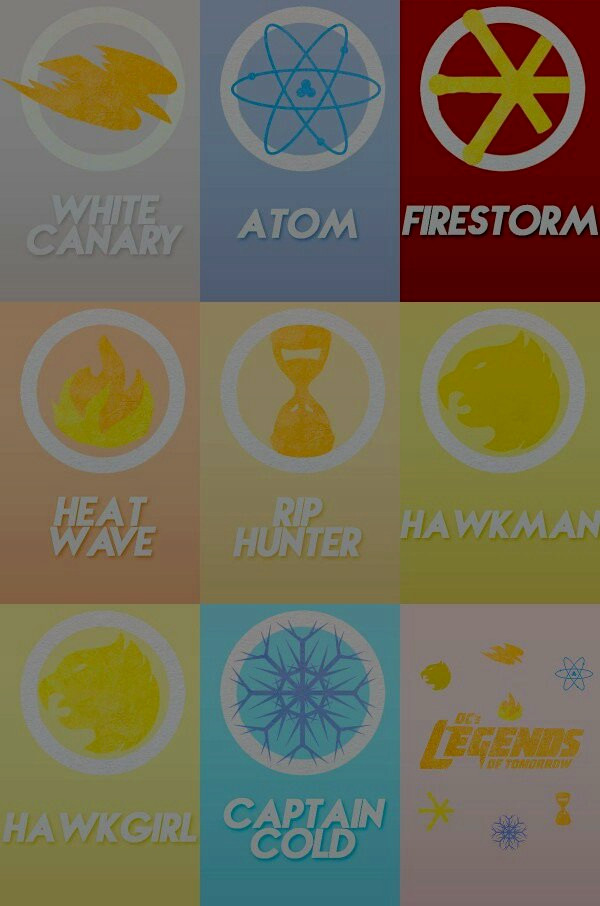 WHITE
CANARY
ATOM
FIRESTORM
HEAT
WAVE
RIP
HUNTER
HAWKMAN
HAWKGIRL
CAPTAIN
COLD
DC's
LEGENDS
OF TOMORROW